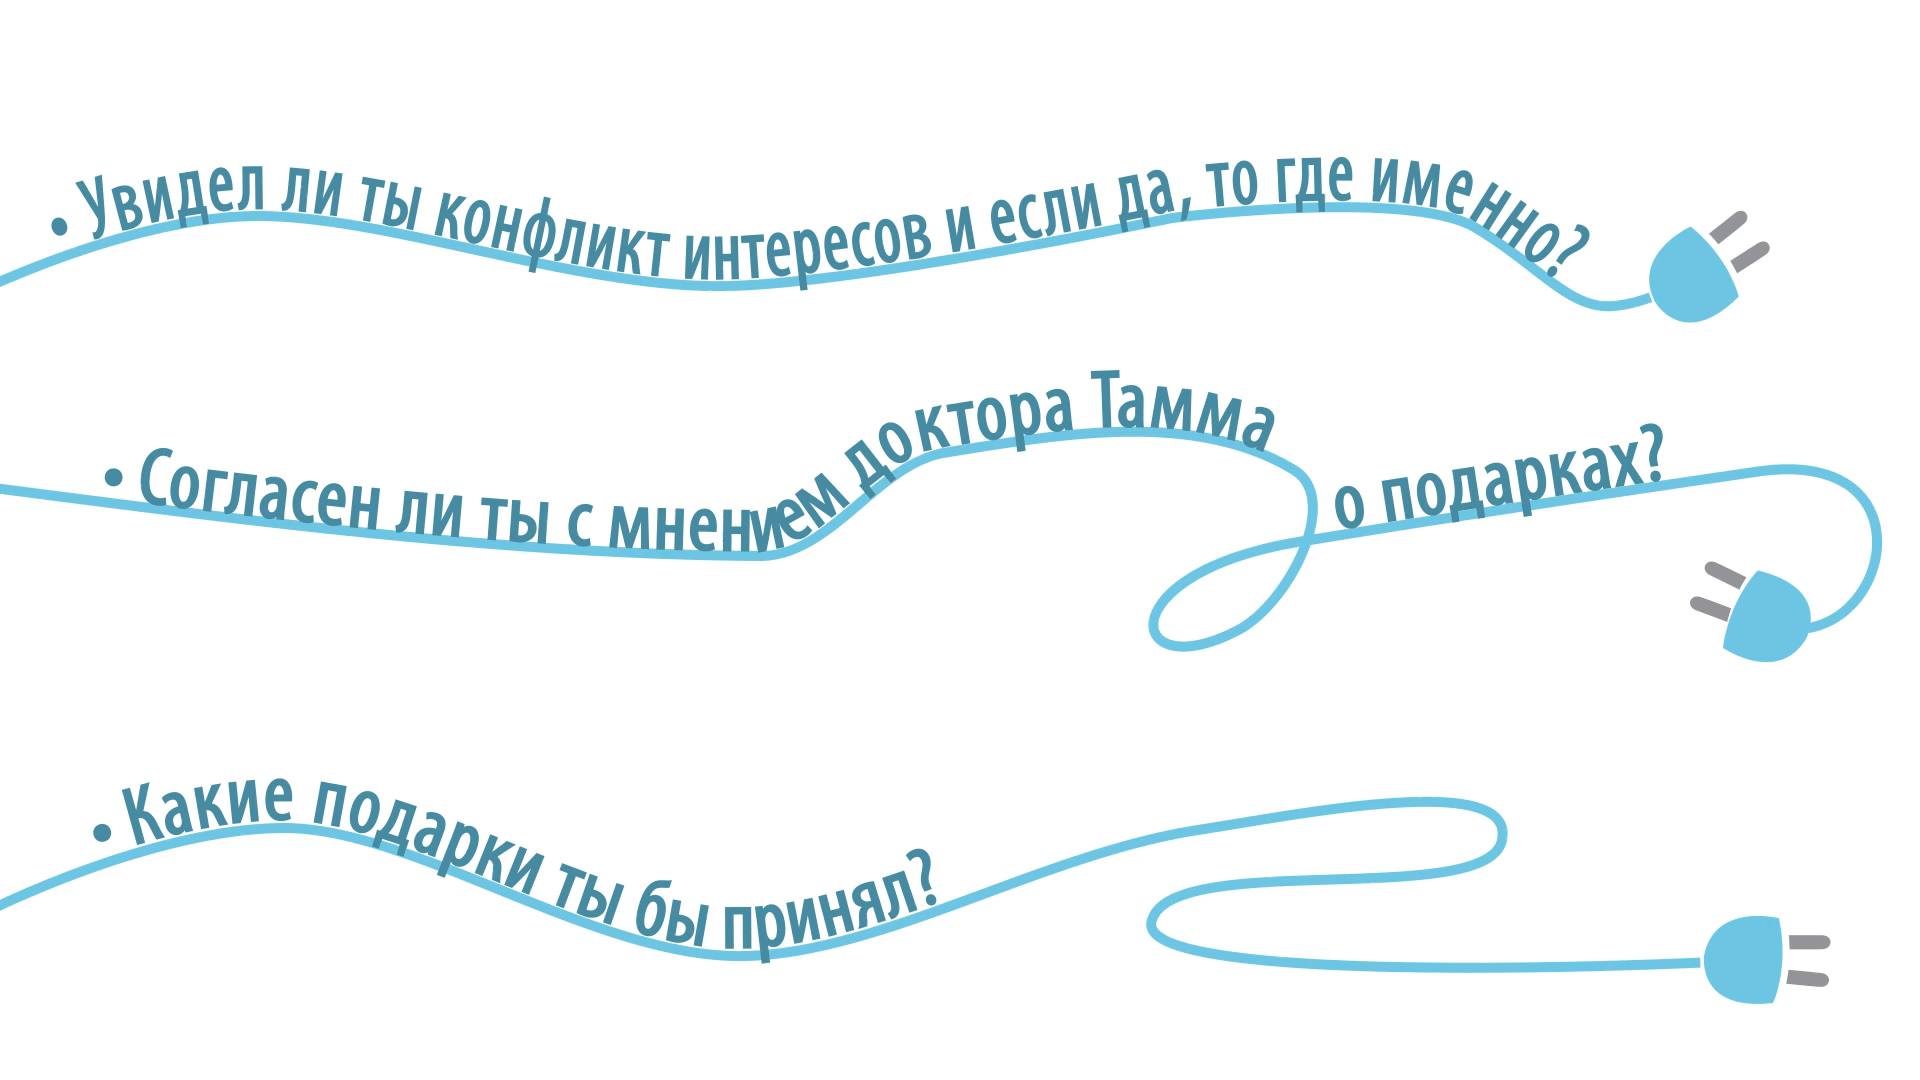 • Увидел ли ты конфликт интересов и если да, то где именно?
• Согласен ли ты с мнением доктора Тамма о подарках?
• Какие подарки ты бы принял?